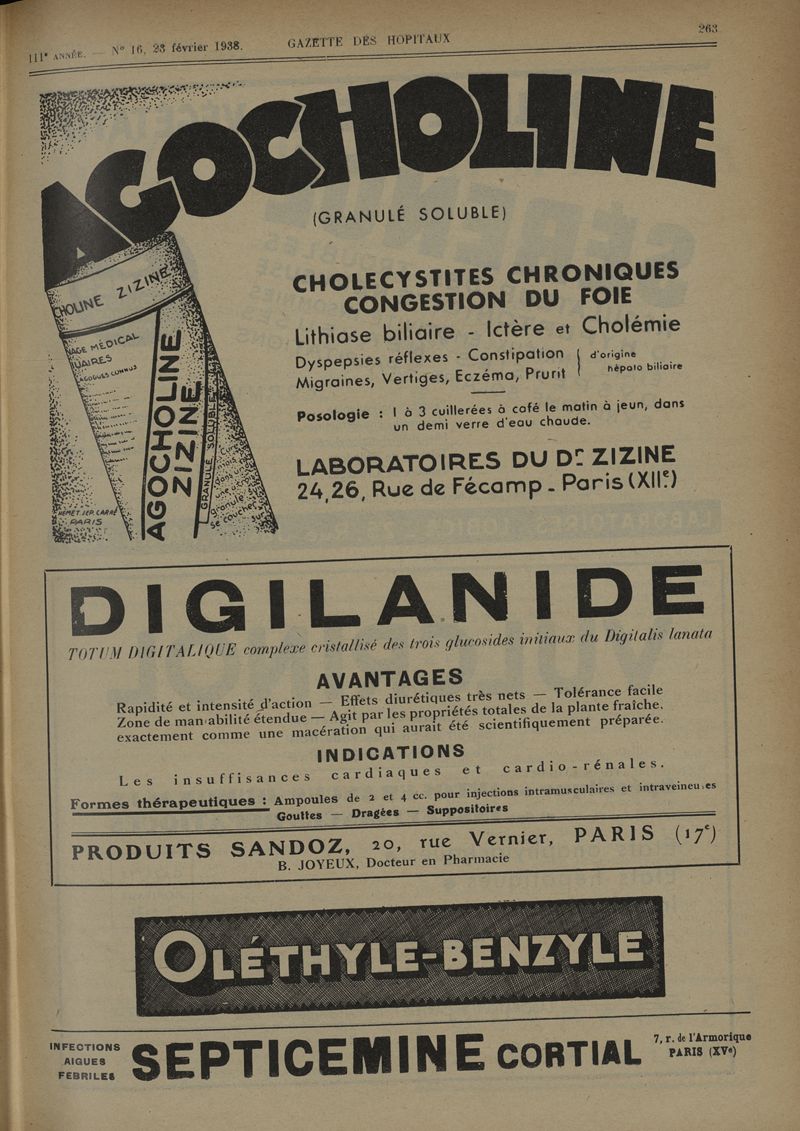 111e ANNÉE. — N° 16, 23 février 1938.
GAZETTE DES HOPITAUX
263
AGOCHOLINE
(GRANULÉ SOLUBLE)
CHOLINE ZIZINE
AGE MÉDICAL
AGOCHOLINE
ZIZINE
GRANULÉ SOLUBLE
PARIS
CHOLECYSTITES CHRONIQUES
CONGESTION DU FOIE
Lithiase biliaire - Ictère et Cholémie
Dyspepsies réflexes - Constipation
Migraines, Vertiges, Eczéma, Prurit
d'origine
hépato biliaire
Posologie : 1 à 3 cuillerées à café le matin à jeun, dans
un demi verre d'eau chaude.
LABORATOIRES DU Dr ZIZINE
24,26, Rue de Fécamp - Paris (XIIe)
DIGILANIDE
TOTUM DIGITALIQUE complexe cristallisé des trois glucosides initiaux du Digitalis lanata
AVANTAGES
Rapidité et intensité d'action — Effets diurétiques très nets — Tolérance facile
Zone de maniabilité étendue — Agit par les propriétés totales de la plante fraîche,
exactement comme une macération qui aurait été scientifiquement préparée.
INDICATIONS
Les insuffisances cardiaques et cardio-rénales.
Formes thérapeutiques : Ampoules de 2 et 4 cc. pour injections intramusculaires et intraveineuses
Gouttes — Dragées — Suppositoires
PRODUITS SANDOZ, 20, rue Vernier, PARIS (17e)
B. JOYEUX, Docteur en Pharmacie
OLÉTHYLE-BENZYLE
INFECTIONS
AIGUES
FEBRILES
SEPTICEMINE CORTIAL
7, r. de l'Armorique
PARIS (XVe)